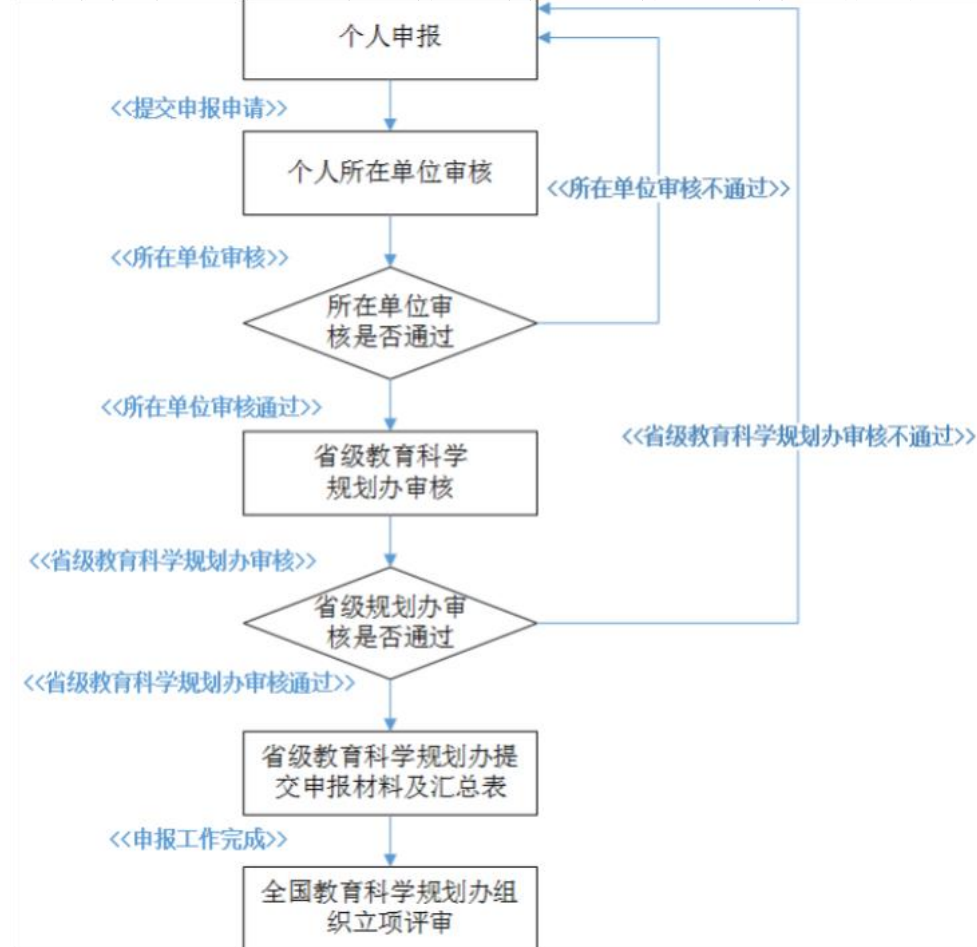 个人申报
<<提交申报申请>>
个人所在单位审核
<<所在单位审核不通过>>
<<所在单位审核>>
所在单位审
核是否通过
<<所在单位审核通过>>
<<省级教育科学规划办审核不通过>>
省级教育科学
规划办审核
<<省级教育科学规划办审核>>
省级规划办审
核是否通过
<<省级教育科学规划办审核通过>>
省级教育科学规划办提
交申报材料及汇总表
<<申报工作完成>>
全国教育科学规划办组
织立项评审